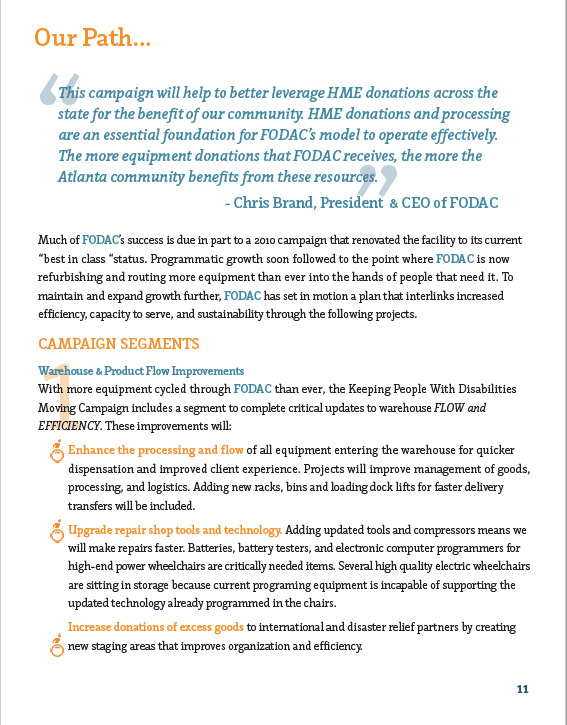 Our Path...
“
This campaign will help to better leverage HME donations across the
state for the benefit of our community. HME donations and processing
are an essential foundation for FODAC’s model to operate effectively.
The more equipment donations that FODAC receives, the more the
Atlanta community benefits from these resources.
”
- Chris Brand, President & CEO of FODAC
Much of FODAC’s success is due in part to a 2010 campaign that renovated the facility to its current
“best in class “status. Programmatic growth soon followed to the point where FODAC is now
refurbishing and routing more equipment than ever into the hands of people that need it. To
maintain and expand growth further, FODAC has set in motion a plan that interlinks increased
efficiency, capacity to serve, and sustainability through the following projects.
CAMPAIGN SEGMENTS
1
Warehouse & Product Flow Improvements
With more equipment cycled through FODAC than ever, the Keeping People With Disabilities
Moving Campaign includes a segment to complete critical updates to warehouse FLOW and
EFFICIENCY. These improvements will:
Enhance the processing and flow of all equipment entering the warehouse for quicker
dispensation and improved client experience. Projects will improve management of goods,
processing, and logistics. Adding new racks, bins and loading dock lifts for faster delivery
transfers will be included.
Upgrade repair shop tools and technology. Adding updated tools and compressors means we
will make repairs faster. Batteries, battery testers, and electronic computer programmers for
high-end power wheelchairs are critically needed items. Several high quality electric wheelchairs
are sitting in storage because current programing equipment is incapable of supporting the
updated technology already programmed in the chairs.
Increase donations of excess goods to international and disaster relief partners by creating
new staging areas that improves organization and efficiency.
11